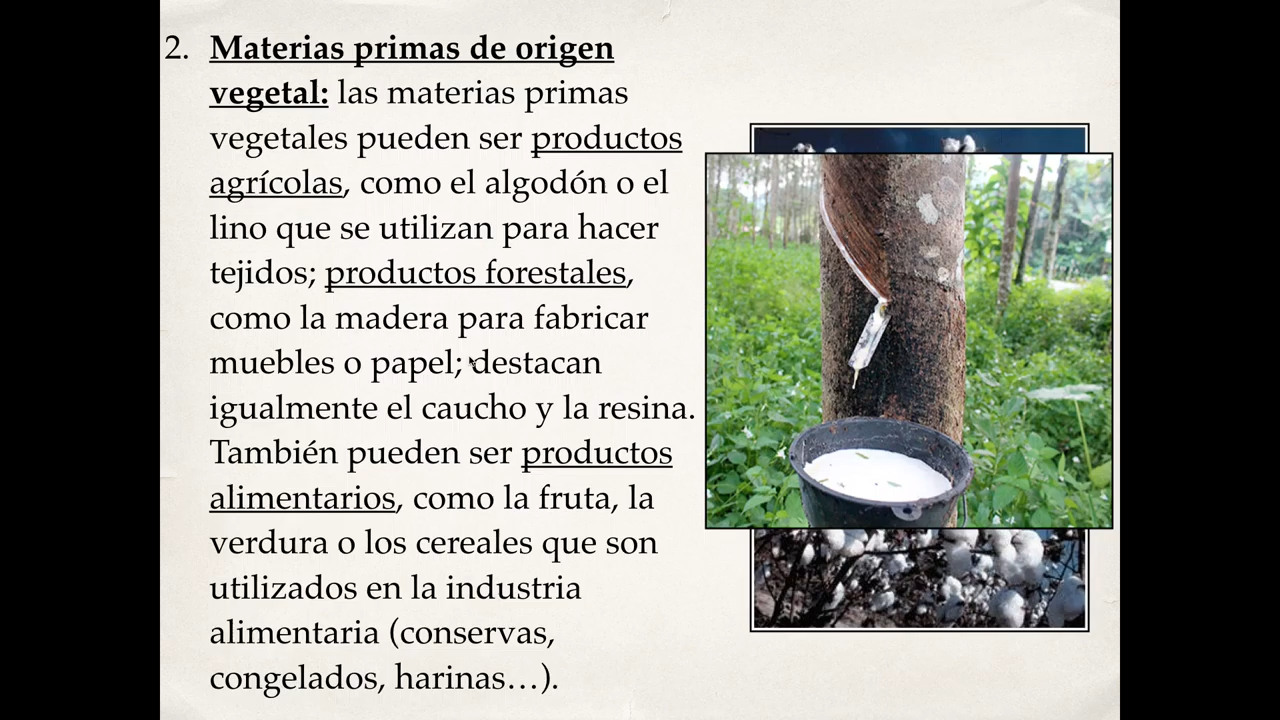 2. Materias primas de origen
vegetal: las materias primas
vegetales pueden ser productos
agrícolas, como el algodón o el
lino que se utilizan para hacer
tejidos; productos forestales,
como la madera para fabricar
muebles o papel; destacan
igualmente el caucho y la resina.
También pueden ser productos
alimentarios, como la fruta, la
verdura o los cereales que son
utilizados en la industria
alimentaria (conservas,
congelados, harinas…).